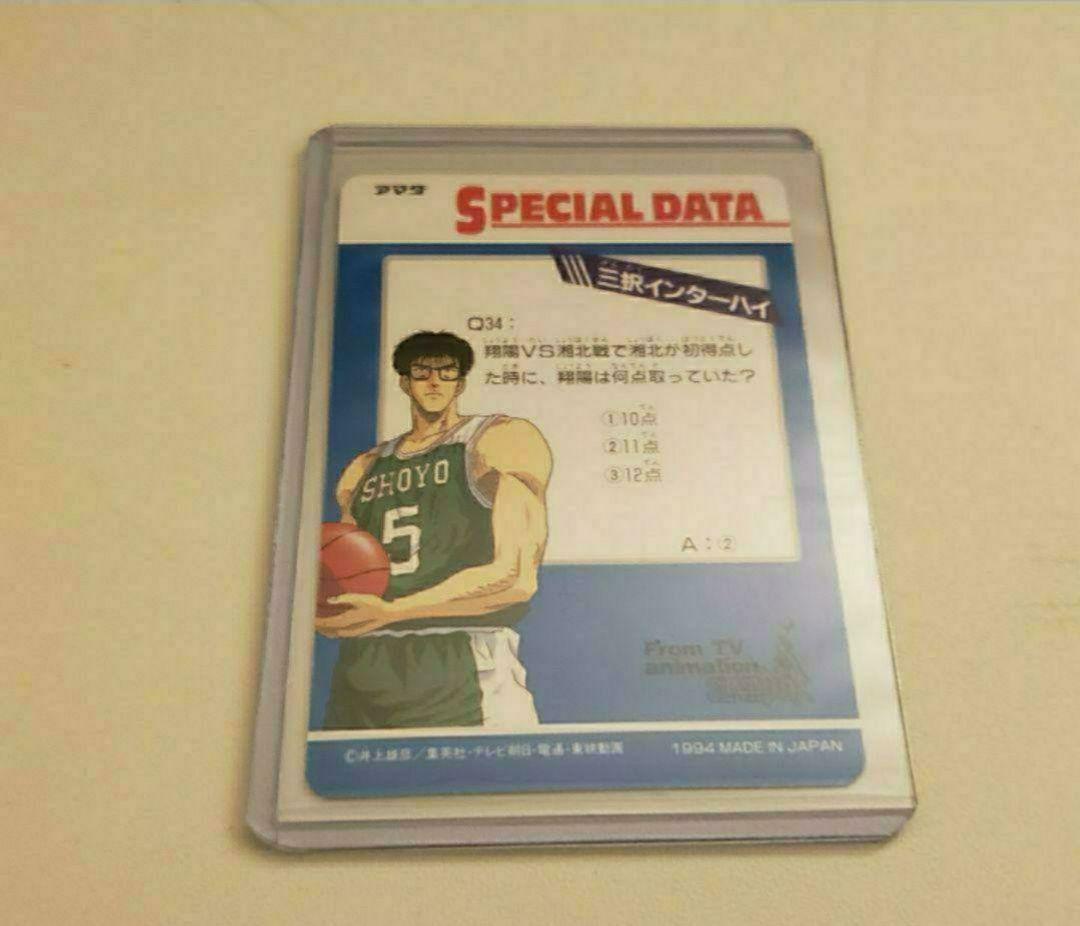 アマダ
SPECIAL DATA
三択インターハイ
Q34：
翔陽VS湘北戦で湘北が初得点し
た時に、翔陽は何点取っていた？
①10点
②11点
③12点
A：②
SHOYO
5
From TV
animation
©井上雄彦／集英社・テレビ朝日・電通・東映動画
1994 MADE IN JAPAN